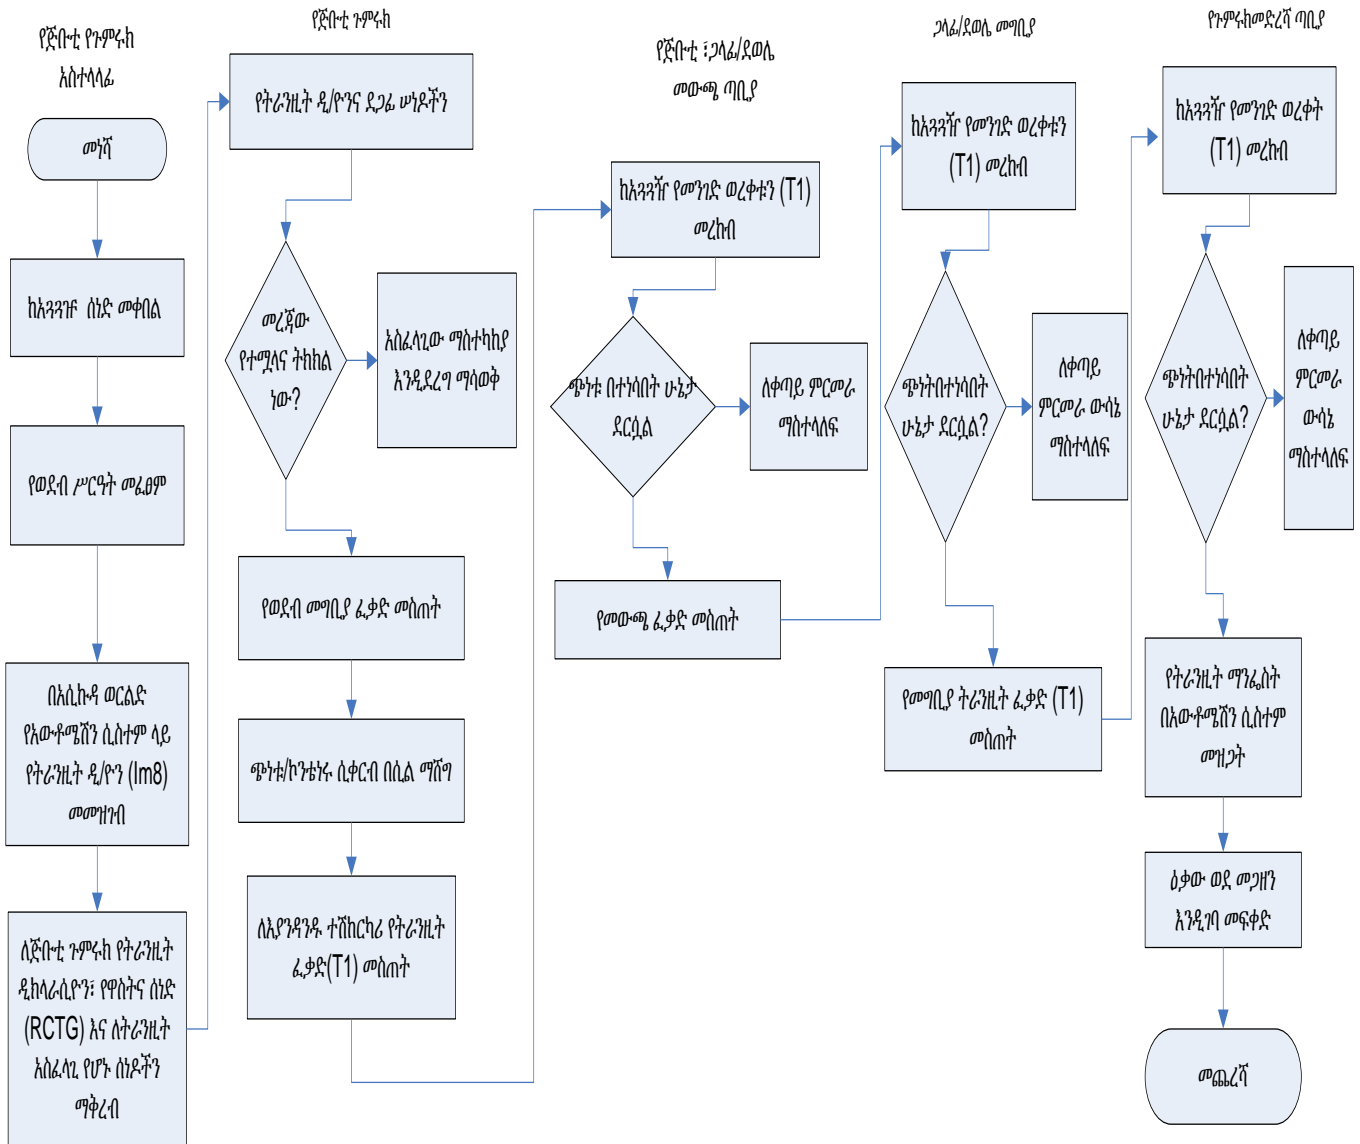 የጅቡቲ የጉምሩክ
አስተላላፊ
መነሻ
ከአጓጓዡ ሰነድ መቀበል
የወደብ ሥርዓት መፈፀም
በአሲኩዳ ወርልድ
የአውቶሜሽን ሲስተም ላይ
የትራንዚት ዲ/ዮን (Im8)
መመዝገብ
ለጅቡቲ ጉምሩክ የትራንዚት
ዲክላራሲዮን፣ የዋስትና ሰነድ
(RCTG) እና ለትራንዚት
አስፈላጊ የሆኑ ሰነዶችን
ማቅረብ
የጅቡቲ ጉምሩክ
የትራንዚት ዲ/ዮንና ደጋፊ ሠነዶችን
መረጃው
የተሟላና ትክክል
ነው?
አስፈላጊው ማስተካከያ
እንዲደረግ ማሳወቅ
የወደብ መግቢያ ፈቃድ መስጠት
ጭነቱ/ኮንቴነሩ ሲቀርብ በሲል ማሸግ
ለእያንዳንዱ ተሽከርካሪ የትራንዚት
ፈቃድ(T1) መስጠት
የጅቡቲ ፣ጋላፊ/ደወሌ
መውጫ ጣቢያ
ከአጓጓዥ የመንገድ ወረቀቱን (T1)
መረከብ
ጭነቱ በተነሳበት ሁኔታ
ደርሷል
ለቀጣይ ምርመራ
ማስተላለፍ
የመውጫ ፈቃድ መስጠት
ጋላፊ/ደወሌ መግቢያ
ከአጓጓዥ የመንገድ ወረቀቱን
(T1) መረከብ
ጭነትበተነሳበት
ሁኔታ ደርሷል?
ለቀጣይ
ምርመራ ውሳኔ
ማስተላለፍ
የመግቢያ ትራንዚት ፈቃድ (T1)
መስጠት
የጉምሩክመድረሻ ጣቢያ
ከአጓጓዥ የመንገድ ወረቀት
(T1) መረከብ
ጭነትበተነሳበት
ሁኔታ ደርሷል?
ለቀጣይ
ምርመራ
ውሳኔ
ማስተላለፍ
የትራንዚት ማንፌስት
በአውቶሜሽን ሲስተም
መዝጋት
ዕቃው ወደ መጋዘን
እንዲገባ መፍቀድ
መጨረሻ